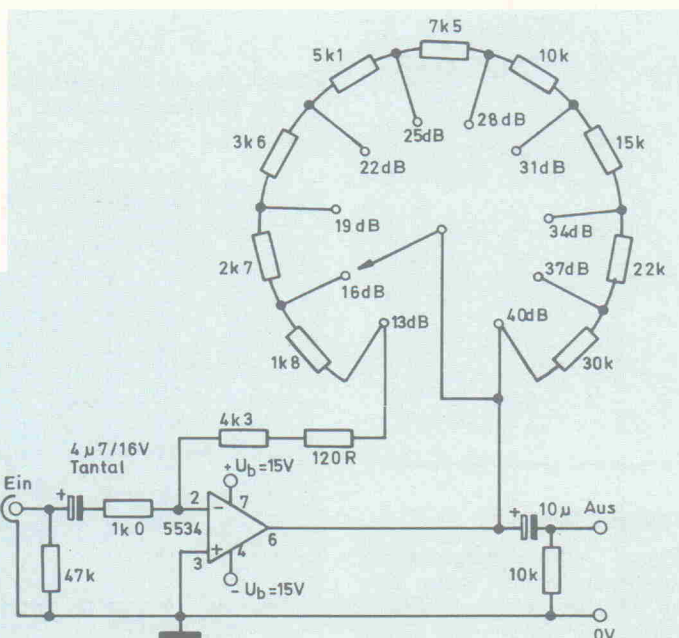 7k5
5k1
10k
25dB
28dB
3k6
22dB
31dB
15k
19dB
34dB
2k7
16dB
37dB
22k
13dB
40dB
1k8
30k
4k3
4µ7/16V
Tantal
120R
Ein
+Ub=15V
+
2
7
+
10µ
Aus
-
1k0
5534
6
+
4
3
47k
-Ub=15V
10k
0V